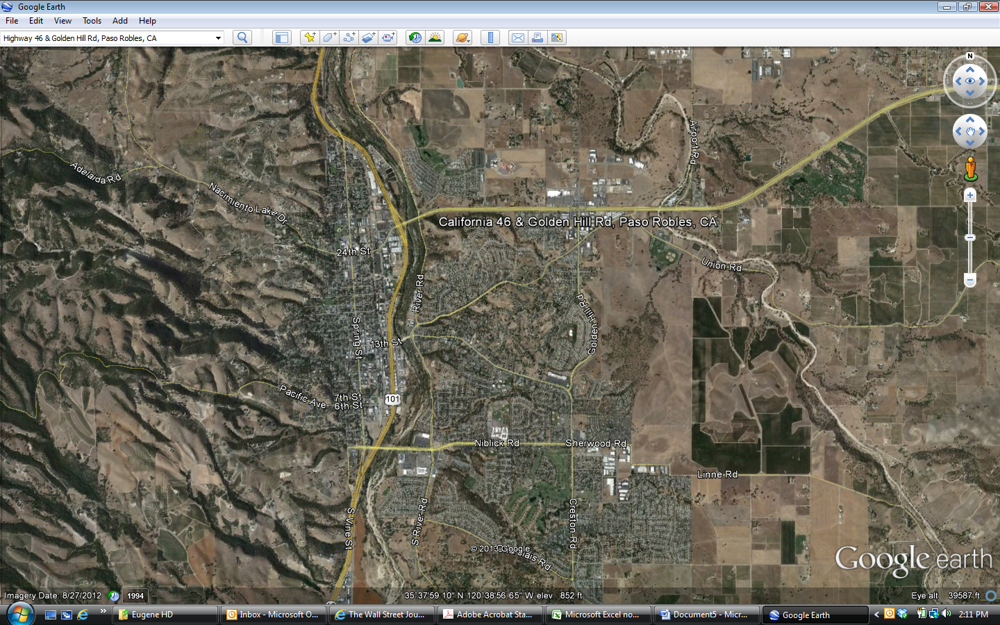 Google Earth
File Edit View Tools Add Help
Highway 46 & Golden Hill Rd, Paso Robles, CA
N
Airport Rd
Adelaida Rd
Nacimiento Lake Dr
California 46 & Golden Hill Rd, Paso Robles, CA
24th St
Union Rd
River Rd
Golden Hill Rd
Spring St
13th St
Pacific Ave
7th St
6th St
101
Niblick Rd
Sherwood Rd
Linne Rd
S Vine St
S River Rd
Creston Rd
© 2013 Google
lais Rd
Google earth
Imagery Date: 8/27/2012 1994
35°37'59.10" N 120°38'56.65" W elev 852 ft
Eye alt 39587 ft
» Eugene HD Inbox - Microsoft O... The Wall Street Jou... Adobe Acrobat Sta... Microsoft Excel no... Document5 - Micr... Google Earth < 2:11 PM